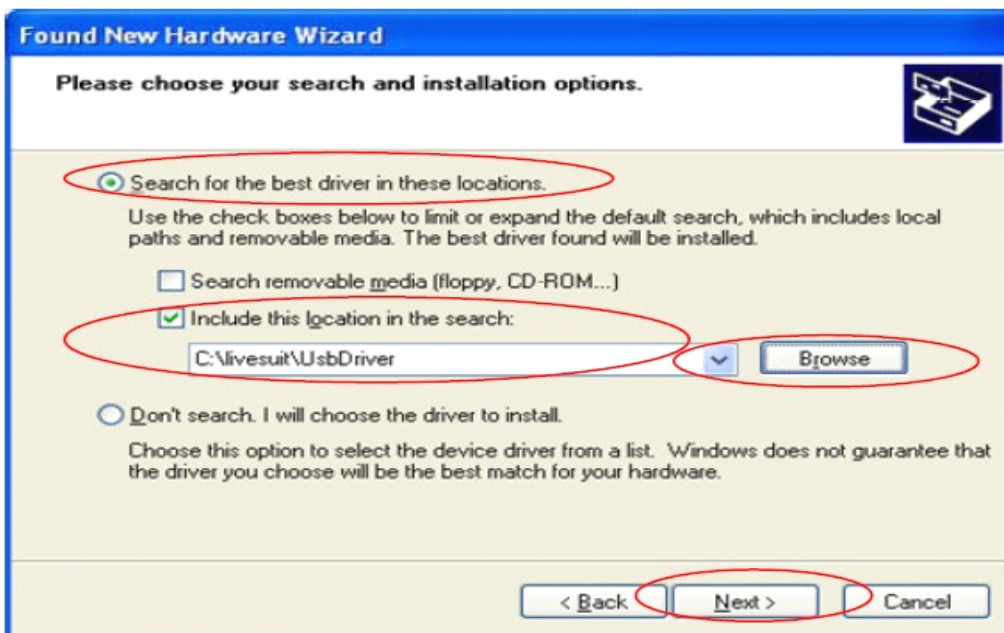 Found New Hardware Wizard
Please choose your search and installation options.
Search for the best driver in these locations.
Use the check boxes below to limit or expand the default search, which includes local
paths and removable media. The best driver found will be installed.
Search removable media (floppy, CD-ROM...)
Include this location in the search:
C:\livesuit\UsbDriver
Browse
Don't search. I will choose the driver to install.
Choose this option to select the device driver from a list. Windows does not guarantee that
the driver you choose will be the best match for your hardware.
< Back Next > Cancel